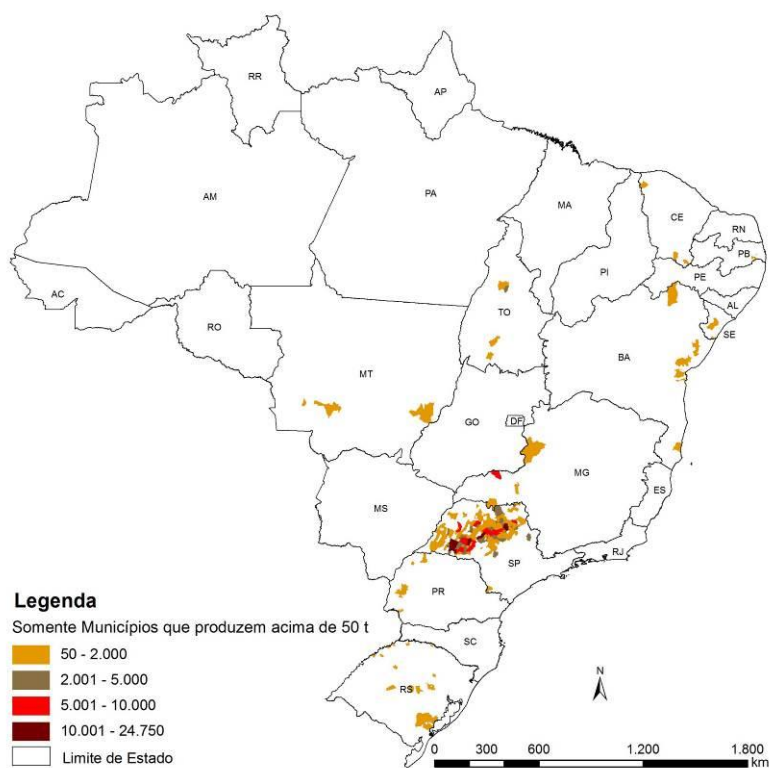 RR
AP
AM
PA
MA
CE
RN
PB
PI
PE
AL
SE
AC
TO
RO
BA
MT
GO
DF
MG
MS
ES
SP
RJ
PR
SC
RS
Legenda
Somente Municípios que produzem acima de 50 t
50 - 2.000
2.001 - 5.000
5.001 - 10.000
10.001 - 24.750
Limite de Estado
N
0 300 600 1.200 1.800
km